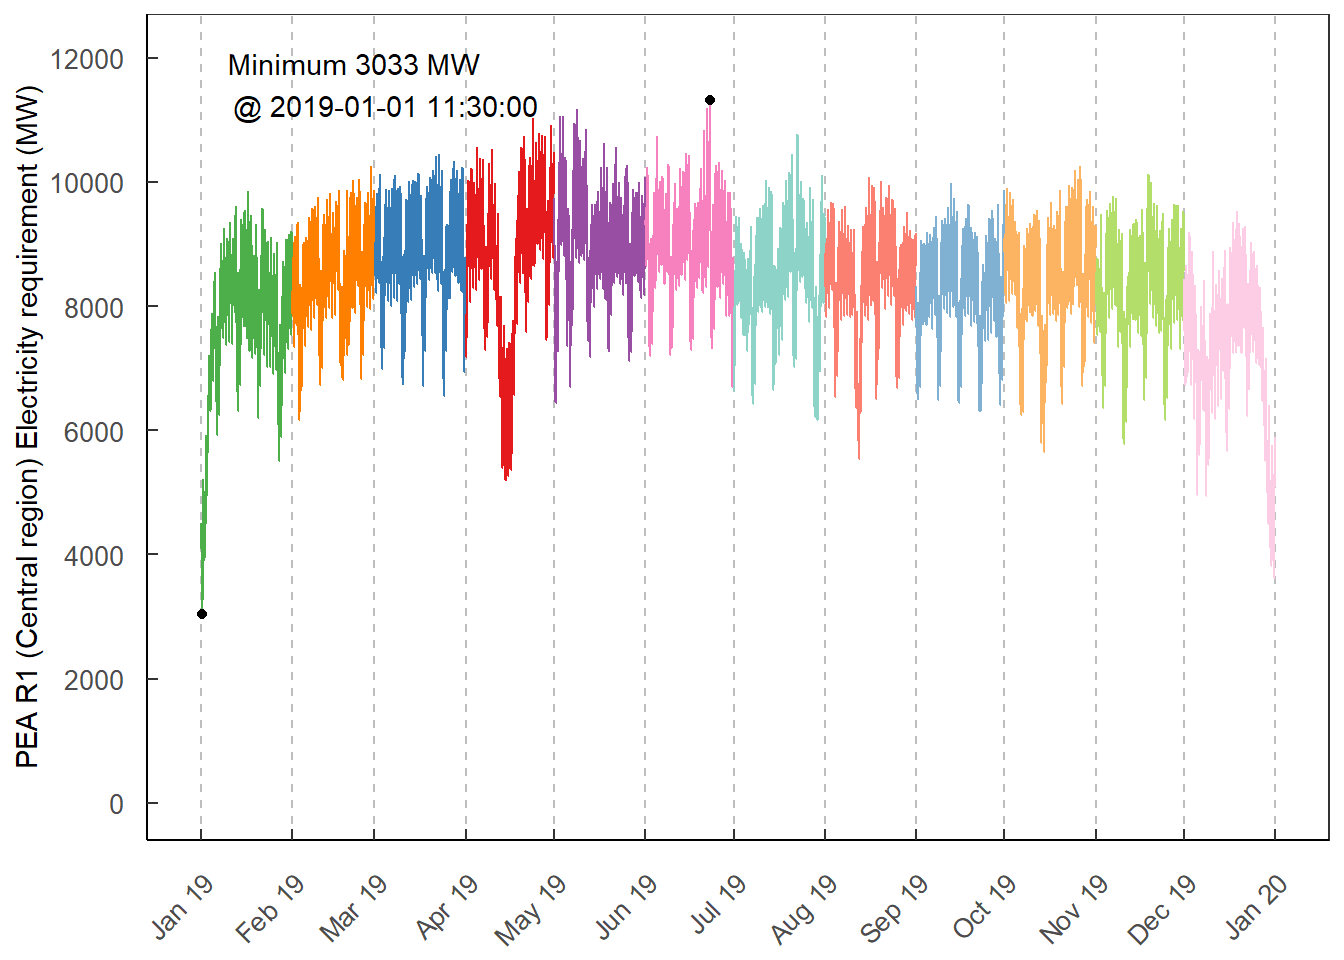 Minimum 3033 MW
@ 2019-01-01 11:30:00
PEA R1 (Central region) Electricity requirement (MW)
12000
10000
8000
6000
4000
2000
0
Jan 19
Feb 19
Mar 19
Apr 19
May 19
Jun 19
Jul 19
Aug 19
Sep 19
Oct 19
Nov 19
Dec 19
Jan 20